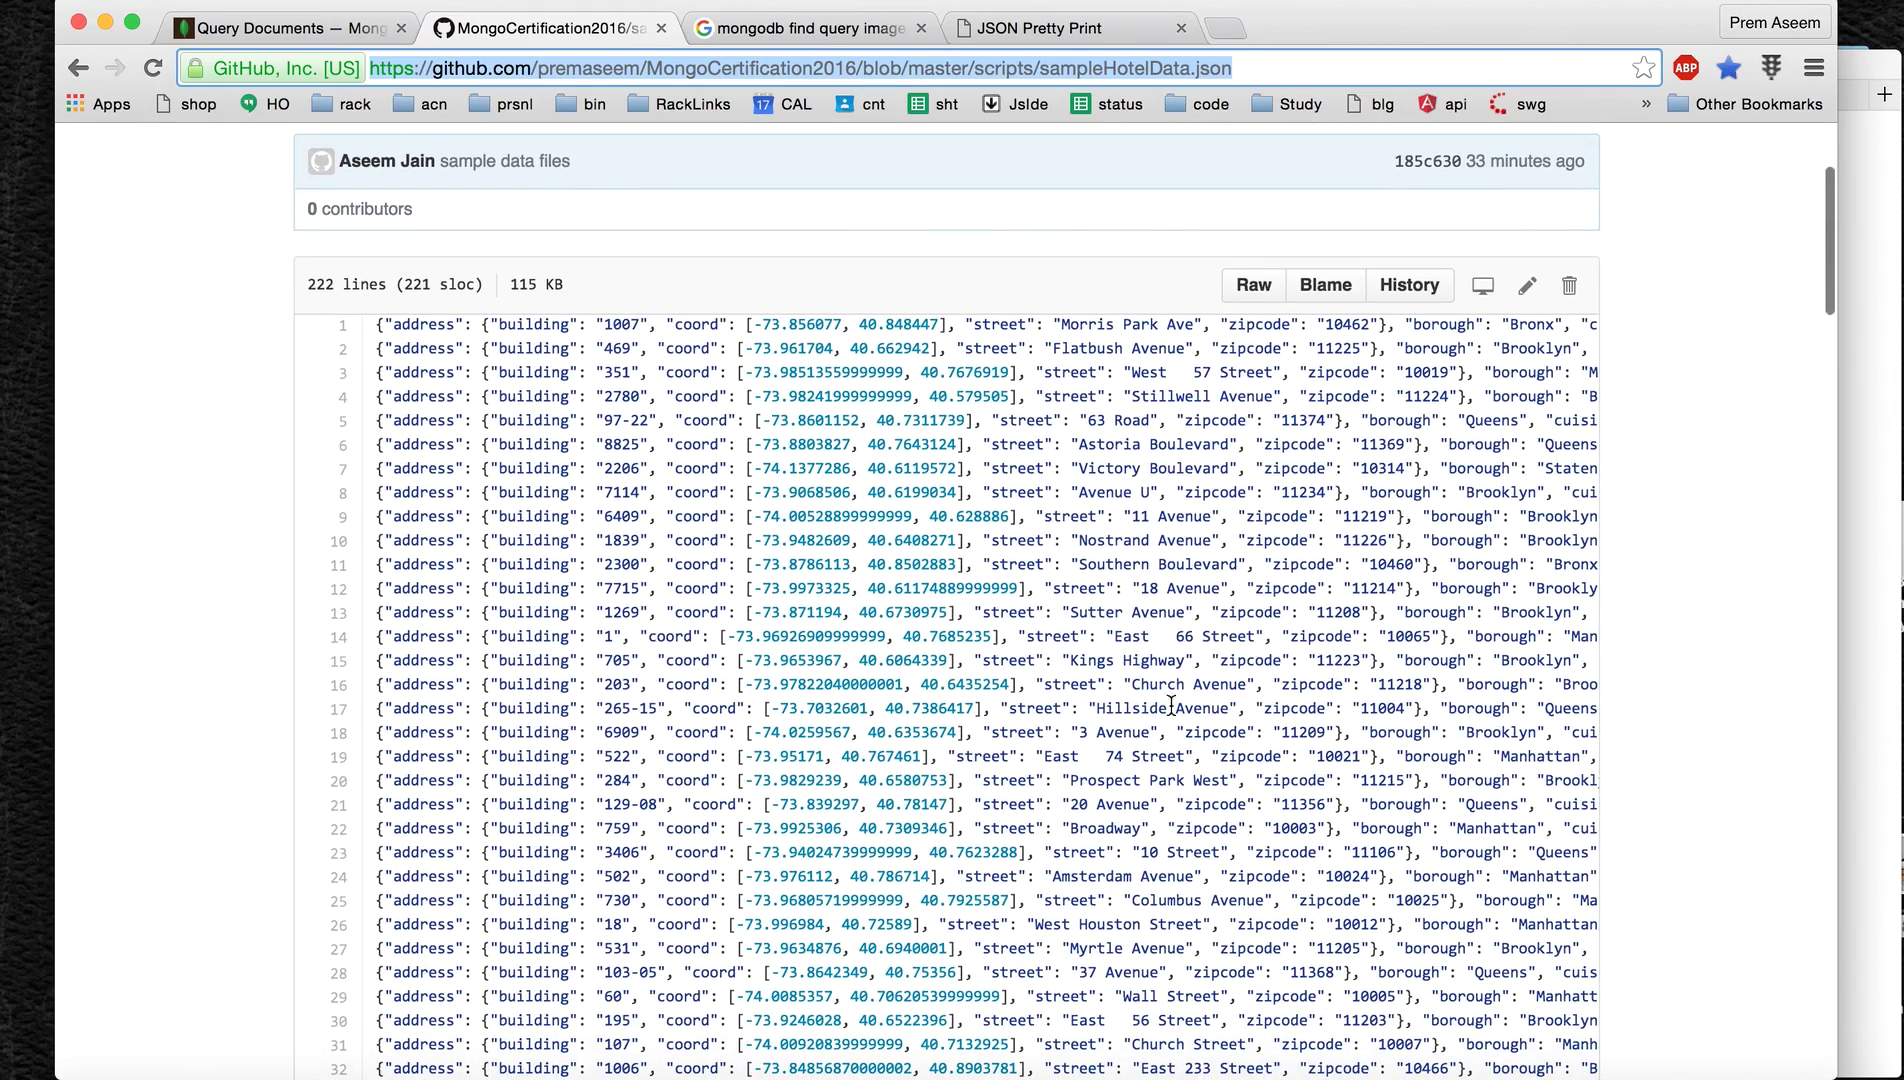 Query Documents — Mong
MongoCertification2016/sa
mongodb find query image
JSON Pretty Print
Prem Aseem
GitHub, Inc. [US] https://github.com/premaseem/MongoCertification2016/blob/master/scripts/sampleHotelData.json
ABP
Apps shop HO rack acn prsnl bin RackLinks 17 CAL cnt sht JsIde status code Study blg api swg » Other Bookmarks
Aseem Jain sample data files 185c630 33 minutes ago
0 contributors
222 lines (221 sloc) 115 KB Raw Blame History
1 {"address": {"building": "1007", "coord": [-73.856077, 40.848447], "street": "Morris Park Ave", "zipcode": "10462"}, "borough": "Bronx", "c
2 {"address": {"building": "469", "coord": [-73.961704, 40.662942], "street": "Flatbush Avenue", "zipcode": "11225"}, "borough": "Brooklyn",
3 {"address": {"building": "351", "coord": [-73.98513559999999, 40.7676919], "street": "West   57 Street", "zipcode": "10019"}, "borough": "M
4 {"address": {"building": "2780", "coord": [-73.98241999999999, 40.579505], "street": "Stillwell Avenue", "zipcode": "11224"}, "borough": "B
5 {"address": {"building": "97-22", "coord": [-73.8601152, 40.7311739], "street": "63 Road", "zipcode": "11374"}, "borough": "Queens", "cuisi
6 {"address": {"building": "8825", "coord": [-73.8803827, 40.7643124], "street": "Astoria Boulevard", "zipcode": "11369"}, "borough": "Queens
7 {"address": {"building": "2206", "coord": [-74.1377286, 40.6119572], "street": "Victory Boulevard", "zipcode": "10314"}, "borough": "Staten
8 {"address": {"building": "7114", "coord": [-73.9068506, 40.6199034], "street": "Avenue U", "zipcode": "11234"}, "borough": "Brooklyn", "cui
9 {"address": {"building": "6409", "coord": [-74.00528899999999, 40.628886], "street": "11 Avenue", "zipcode": "11219"}, "borough": "Brooklyn
10 {"address": {"building": "1839", "coord": [-73.9482609, 40.6408271], "street": "Nostrand Avenue", "zipcode": "11226"}, "borough": "Brooklyn
11 {"address": {"building": "2300", "coord": [-73.8786113, 40.8502883], "street": "Southern Boulevard", "zipcode": "10460"}, "borough": "Bronx
12 {"address": {"building": "7715", "coord": [-73.9973325, 40.61174889999999], "street": "18 Avenue", "zipcode": "11214"}, "borough": "Brookly
13 {"address": {"building": "1269", "coord": [-73.871194, 40.6730975], "street": "Sutter Avenue", "zipcode": "11208"}, "borough": "Brooklyn",
14 {"address": {"building": "1", "coord": [-73.96926909999999, 40.7685235], "street": "East   66 Street", "zipcode": "10065"}, "borough": "Man
15 {"address": {"building": "705", "coord": [-73.9653967, 40.6064339], "street": "Kings Highway", "zipcode": "11223"}, "borough": "Brooklyn",
16 {"address": {"building": "203", "coord": [-73.97822040000001, 40.6435254], "street": "Church Avenue", "zipcode": "11218"}, "borough": "Broo
17 {"address": {"building": "265-15", "coord": [-73.7032601, 40.7386417], "street": "Hillside Avenue", "zipcode": "11004"}, "borough": "Queens
18 {"address": {"building": "6909", "coord": [-74.0259567, 40.6353674], "street": "3 Avenue", "zipcode": "11209"}, "borough": "Brooklyn", "cui
19 {"address": {"building": "522", "coord": [-73.95171, 40.767461], "street": "East   74 Street", "zipcode": "10021"}, "borough": "Manhattan",
20 {"address": {"building": "284", "coord": [-73.9829239, 40.6580753], "street": "Prospect Park West", "zipcode": "11215"}, "borough": "Brookl
21 {"address": {"building": "129-08", "coord": [-73.839297, 40.78147], "street": "20 Avenue", "zipcode": "11356"}, "borough": "Queens", "cuisi
22 {"address": {"building": "759", "coord": [-73.9925306, 40.7309346], "street": "Broadway", "zipcode": "10003"}, "borough": "Manhattan", "cui
23 {"address": {"building": "3406", "coord": [-73.94024739999999, 40.7623288], "street": "10 Street", "zipcode": "11106"}, "borough": "Queens"
24 {"address": {"building": "502", "coord": [-73.976112, 40.786714], "street": "Amsterdam Avenue", "zipcode": "10024"}, "borough": "Manhattan"
25 {"address": {"building": "730", "coord": [-73.96805719999999, 40.7925587], "street": "Columbus Avenue", "zipcode": "10025"}, "borough": "Ma
26 {"address": {"building": "18", "coord": [-73.996984, 40.72589], "street": "West Houston Street", "zipcode": "10012"}, "borough": "Manhattan
27 {"address": {"building": "531", "coord": [-73.9634876, 40.6940001], "street": "Myrtle Avenue", "zipcode": "11205"}, "borough": "Brooklyn",
28 {"address": {"building": "103-05", "coord": [-73.8642349, 40.75356], "street": "37 Avenue", "zipcode": "11368"}, "borough": "Queens", "cuis
29 {"address": {"building": "60", "coord": [-74.0085357, 40.70620539999999], "street": "Wall Street", "zipcode": "10005"}, "borough": "Manhatt
30 {"address": {"building": "195", "coord": [-73.9246028, 40.6522396], "street": "East   56 Street", "zipcode": "11203"}, "borough": "Brooklyn
31 {"address": {"building": "107", "coord": [-74.00920839999999, 40.7132925], "street": "Church Street", "zipcode": "10007"}, "borough": "Manh
32 {"address": {"building": "1006", "coord": [-73.84856870000002, 40.8903781], "street": "East 233 Street", "zipcode": "10466"}, "borough": "B